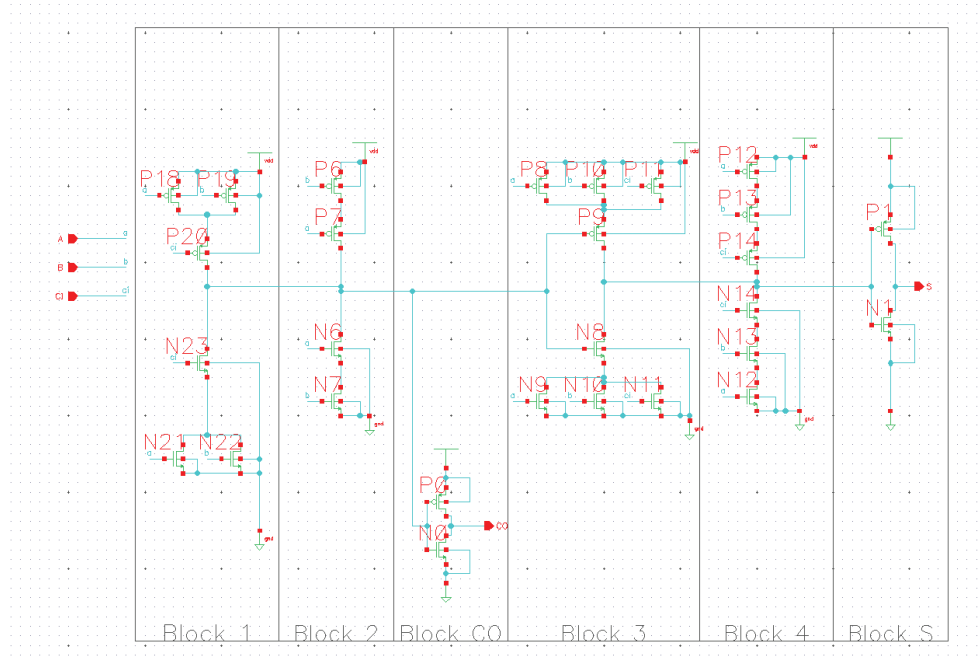 A
a
B
b
CI
ci
vdd
P18
P19
a
b
P20
ci
N23
ci
N21
N22
a
b
gnd
Block 1
vdd
P6
b
P7
a
N6
a
N7
b
gnd
Block 2
P0
N0
CO
Block CO
vdd
P8
P10
P11
a
b
ci
P9
N8
N9
N10
N11
a
b
ci
gnd
Block 3
vdd
P12
a
P13
b
P14
ci
N14
ci
N13
b
N12
a
gnd
Block 4
P1
N1
S
Block S